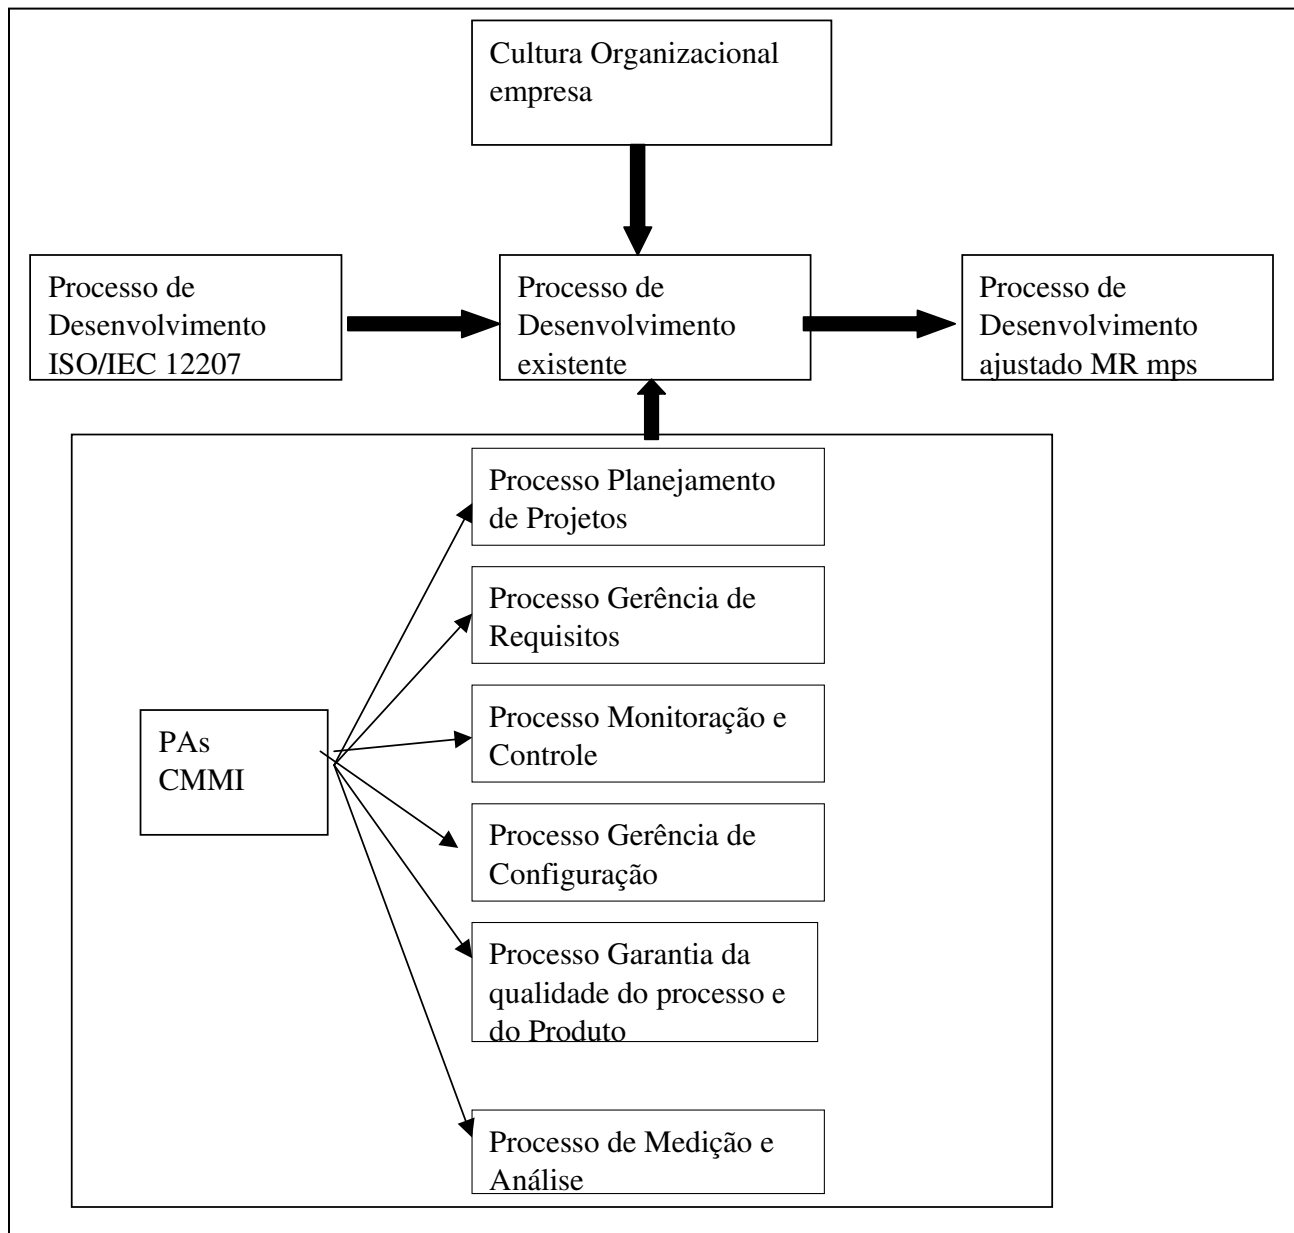 Cultura Organizacional
empresa
Processo de
Desenvolvimento
ISO/IEC 12207
Processo de
Desenvolvimento
existente
Processo de
Desenvolvimento
ajustado MR mps
Processo Planejamento
de Projetos
Processo Gerência de
Requisitos
Processo Monitoração e
Controle
PAs
CMMI
Processo Gerência de
Configuração
Processo Garantia da
qualidade do processo e
do Produto
Processo de Medição e
Análise